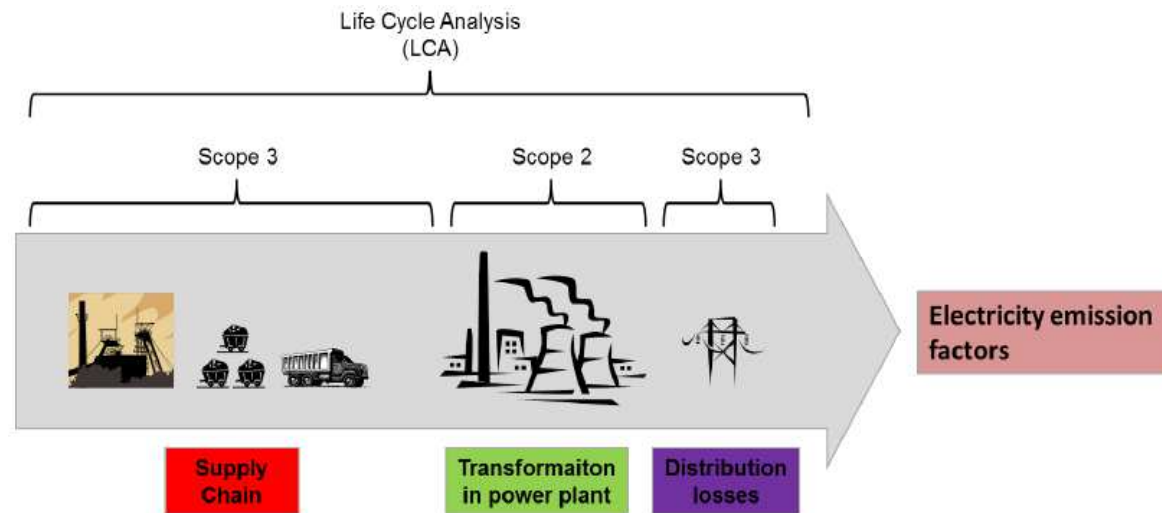 Life Cycle Analysis
(LCA)
Scope 3
Scope 2
Scope 3
Electricity emission
factors
Supply
Chain
Transformaiton
in power plant
Distribution
losses